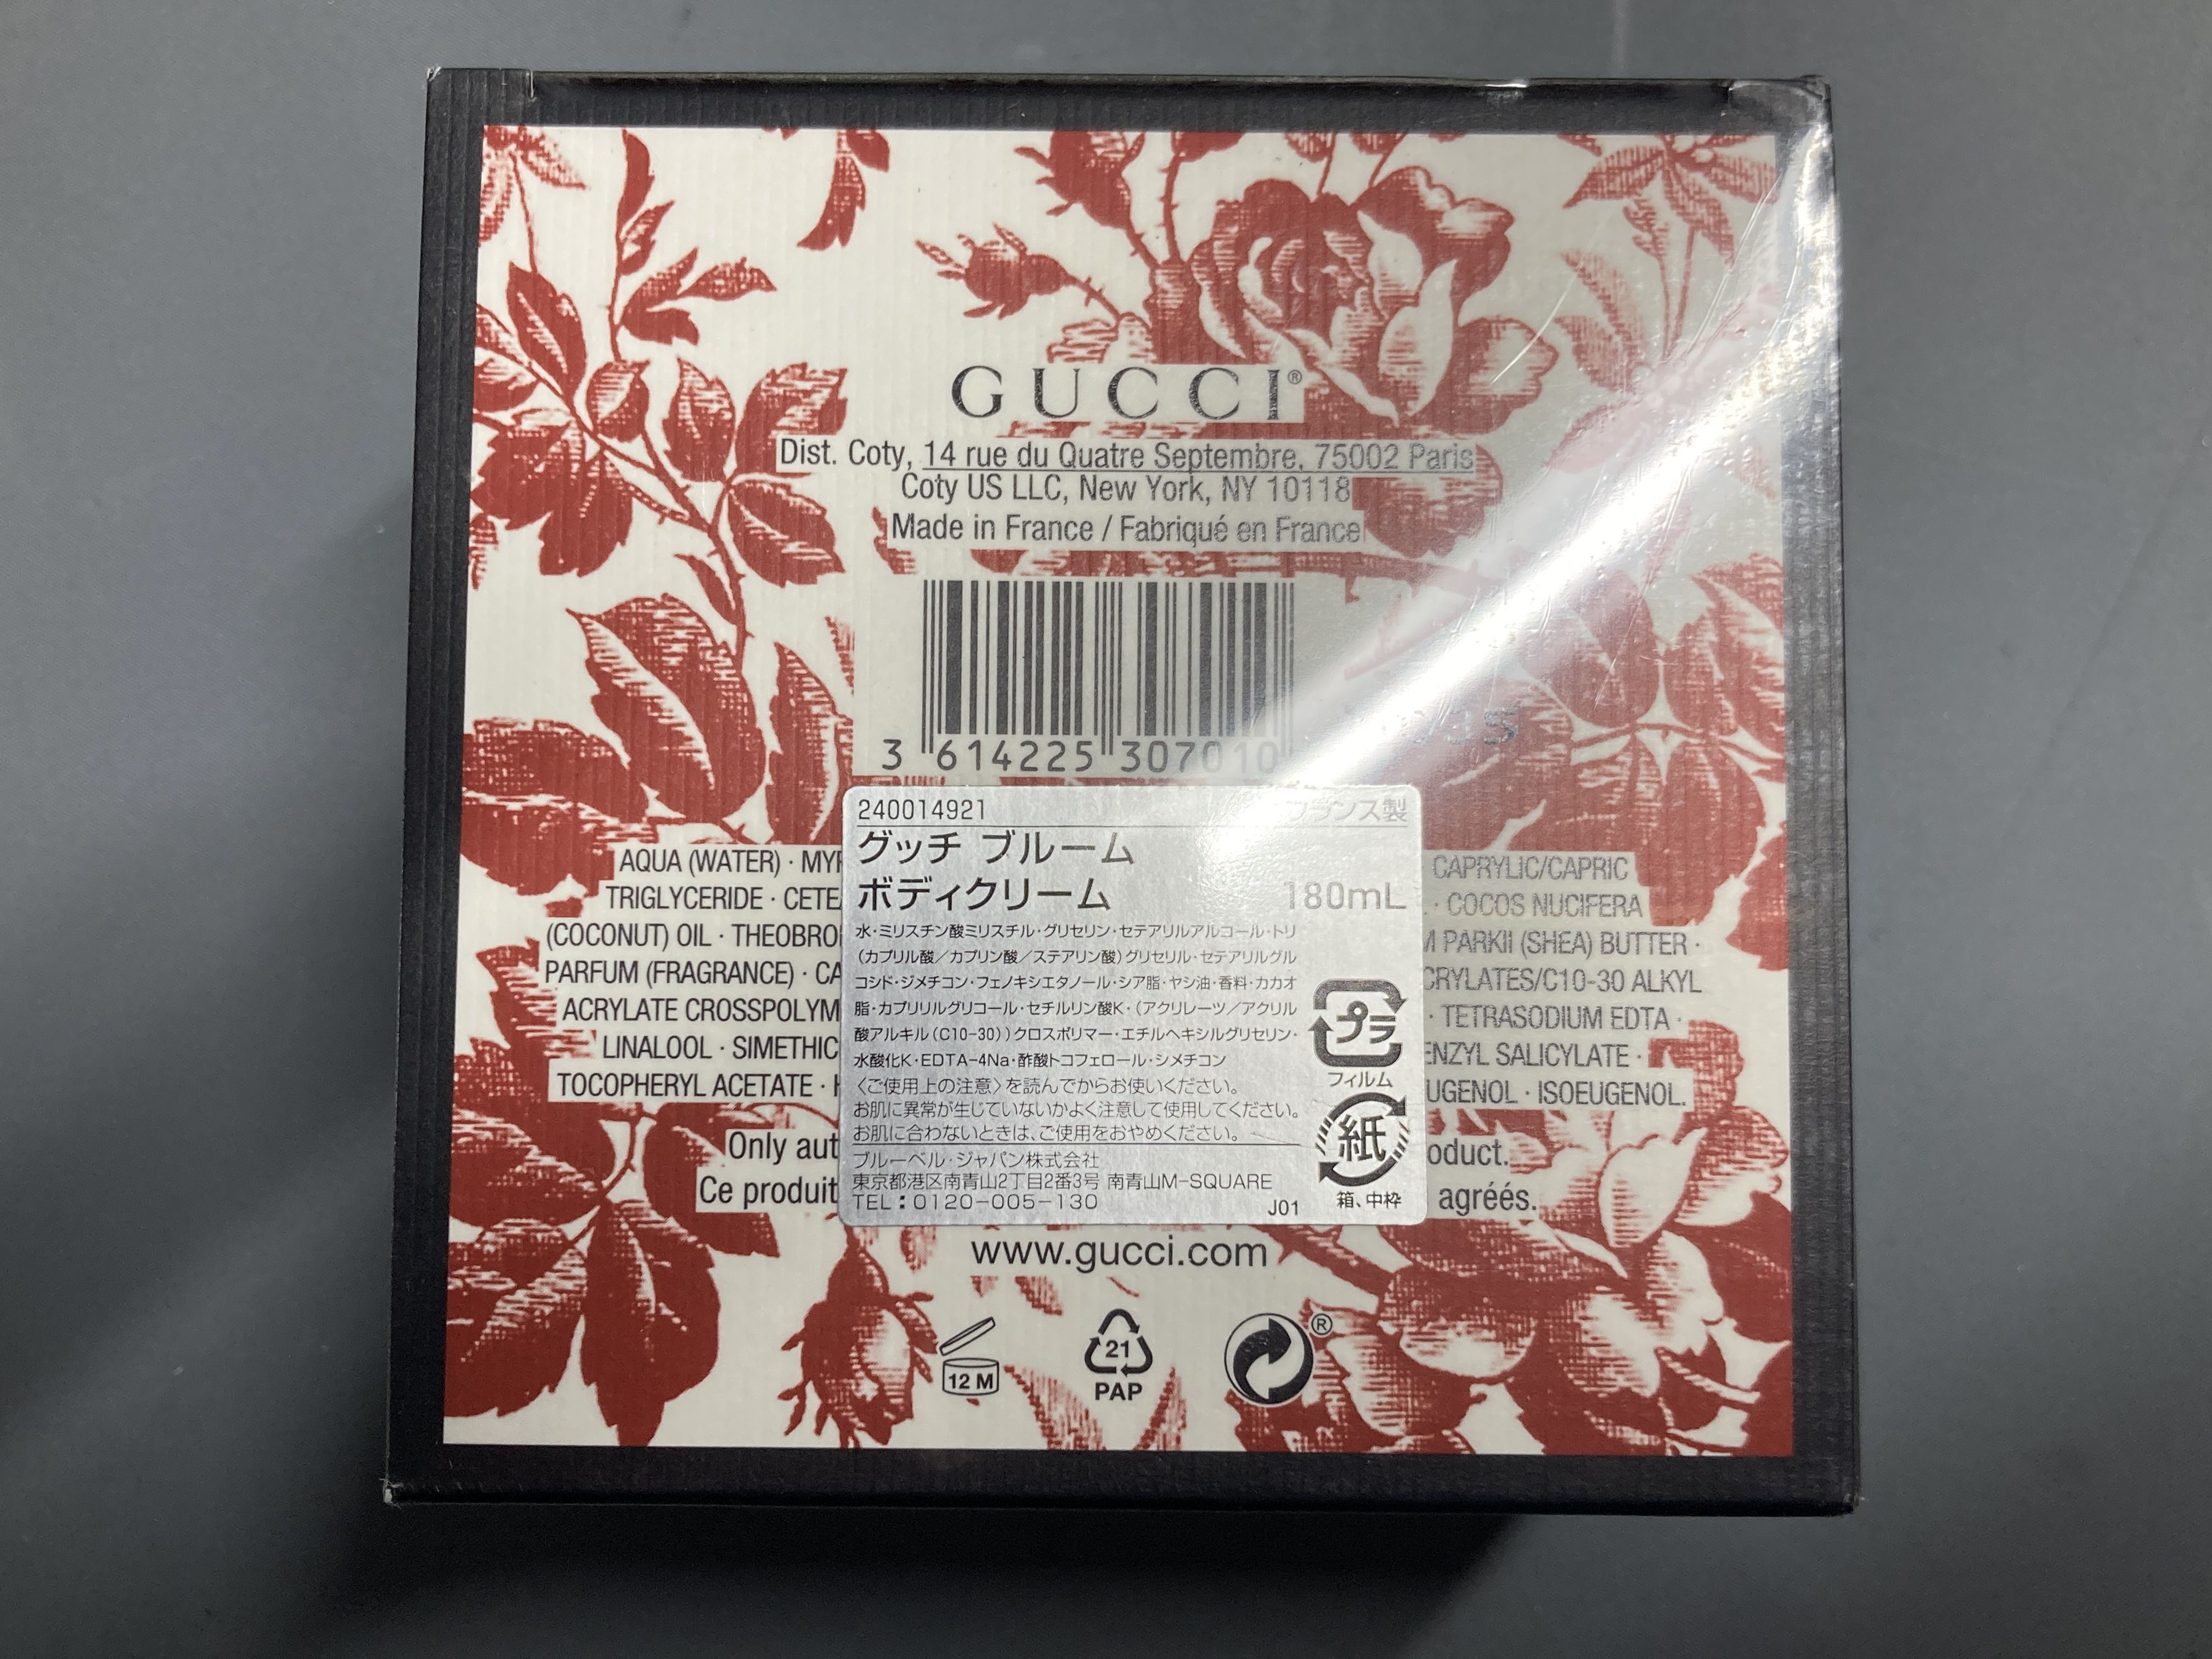 GUCCI®
Dist. Coty, 14 rue du Quatre Septembre, 75002 Paris
Coty US LLC, New York, NY 10118
Made in France / Fabriqué en France
3 614225 307010
240014921 フランス製
グッチ ブルーム
ボディクリーム 180mL
水・ミリスチン酸ミリスチル・グリセリン・セテアリルアルコール・トリ
(カプリル酸/カプリン酸/ステアリン酸)グリセリル・セテアリルグル
コシド・ジメチコン・フェノキシエタノール・シア脂・ヤシ油・香料・カカオ
脂・カプリリルグリコール・セチルリン酸K・(アクリレーツ/アクリル
酸アルキル(C10-30))クロスポリマー・エチルヘキシルグリセリン・
水酸化K・EDTA-4Na・酢酸トコフェロール・シメチコン
〈ご使用上の注意〉を読んでからお使いください。
お肌に異常が生じていないかよく注意して使用してください。
お肌に合わないときは、ご使用をおやめください。
ブルーベル・ジャパン株式会社
東京都港区南青山2丁目2番3号 南青山M-SQUARE
TEL:0120-005-130 J01
プラ
フィルム
紙
箱、中枠
AQUA (WATER) · CAPRYLIC/CAPRIC
TRIGLYCERIDE · · COCOS NUCIFERA
(COCONUT) OIL · PARKII (SHEA) BUTTER ·
PARFUM (FRAGRANCE) · /C10-30 ALKYL
ACRYLATE · TETRASODIUM EDTA ·
LINALOOL · SALICYLATE ·
TOCOPHERYL ACETATE · · ISOEUGENOL.
Only
Ce produit agréés.
www.gucci.com
12 M
21
PAP
®